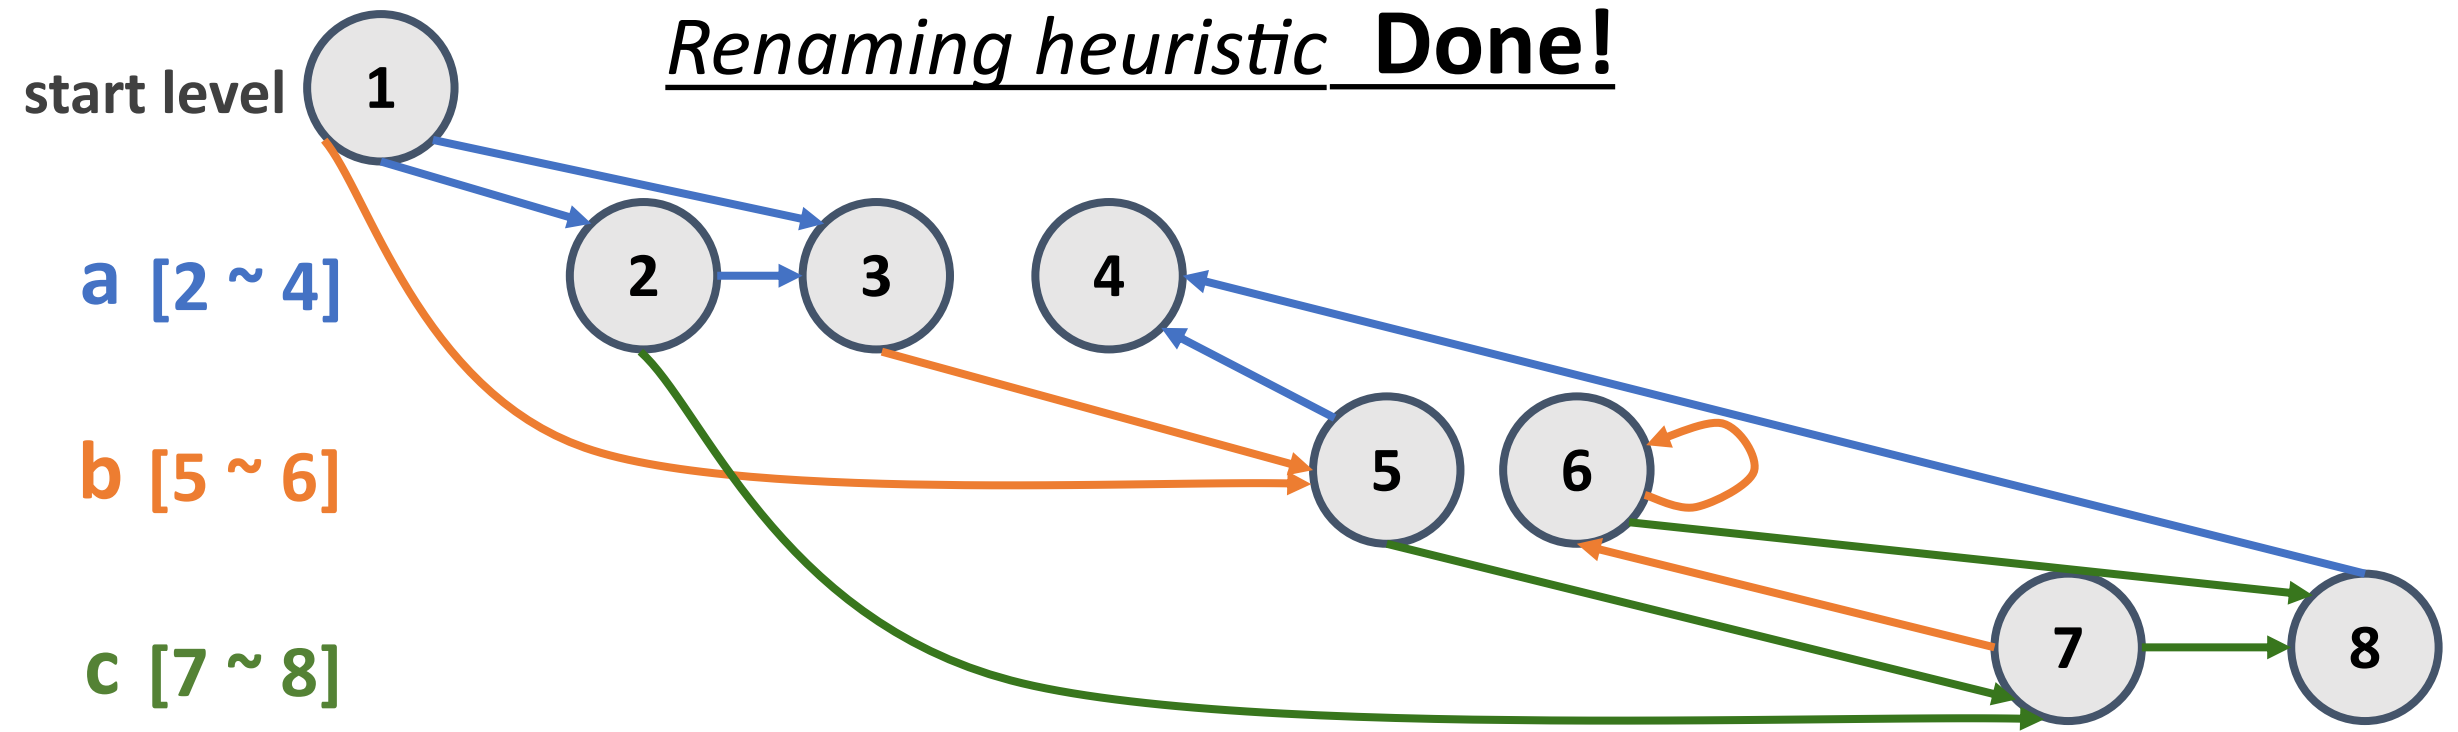 Renaming heuristic Done!
start level 1
a [2 ~ 4] 2 3 4
b [5 ~ 6] 5 6
c [7 ~ 8] 7 8